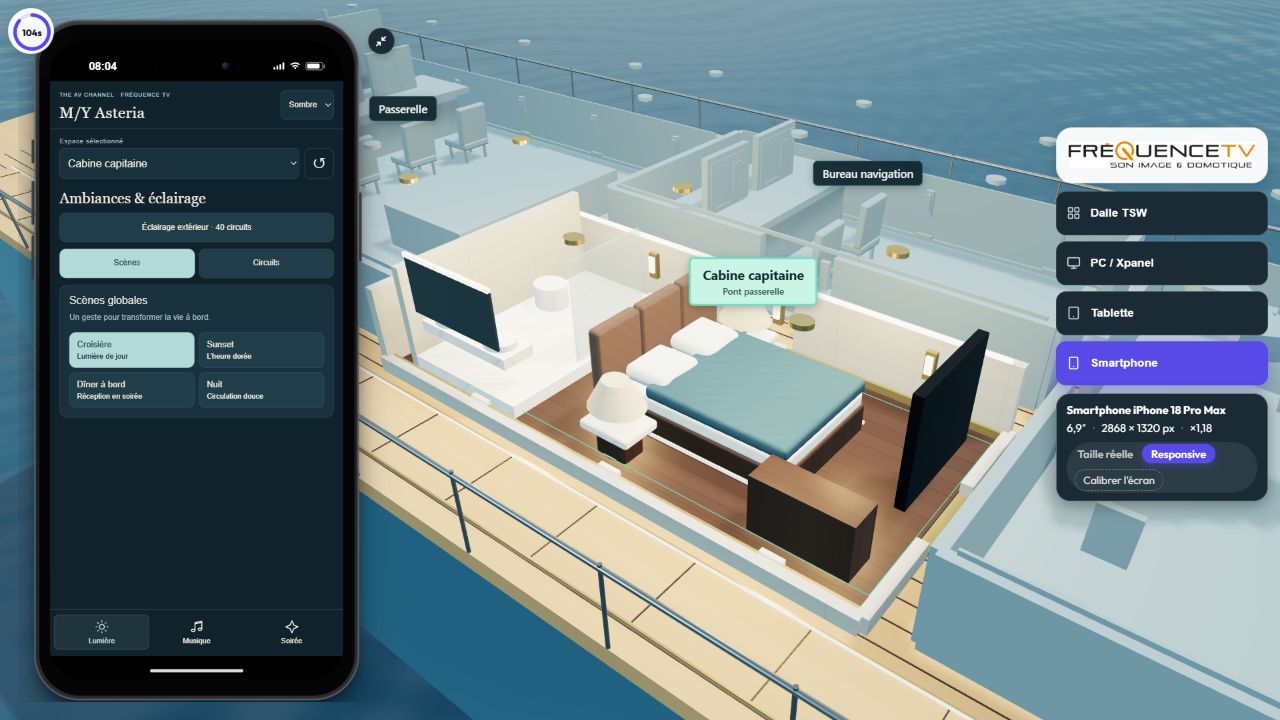 104s
08:04
THE AV CHANNEL · FRÉQUENCE TV
M/Y Asteria
Sombre
Espace sélectionné
Cabine capitaine
Ambiances & éclairage
Éclairage extérieur · 40 circuits
Scènes
Circuits
Scènes globales
Un geste pour transformer la vie à bord.
Croisière
Lumière de jour
Sunset
L'heure dorée
Dîner à bord
Réception en soirée
Nuit
Circulation douce
Lumière
Musique
Soirée
Passerelle
Bureau navigation
Cabine capitaine
Pont passerelle
FRÉQUENCETV
SON IMAGE & DOMOTIQUE
Dalle TSW
PC / Xpanel
Tablette
Smartphone
Smartphone iPhone 18 Pro Max
6,9″ · 2868 × 1320 px · ×1,18
Taille réelle
Responsive
Calibrer l'écran